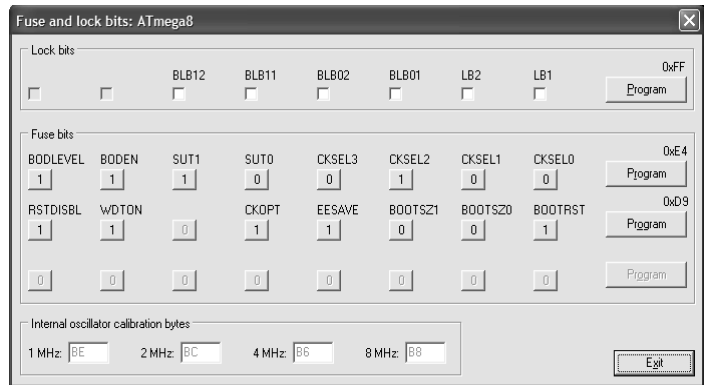 Fuse and lock bits: ATmega8
Lock bits
BLB12 BLB11 BLB02 BLB01 LB2 LB1 0xFF
Program
Fuse bits
BODLEVEL BODEN SUT1 SUT0 CKSEL3 CKSEL2 CKSEL1 CKSEL0 0xE4
1 1 1 0 0 1 0 0 Program
RSTDISBL WDTON CKOPT EESAVE BOOTSZ1 BOOTSZ0 BOOTRST 0xD9
1 1 0 1 1 0 0 1 Program
0 0 0 0 0 0 0 0 Program
Internal oscillator calibration bytes
1 MHz: BE 2 MHz: BC 4 MHz: B6 8 MHz: B8
Exit